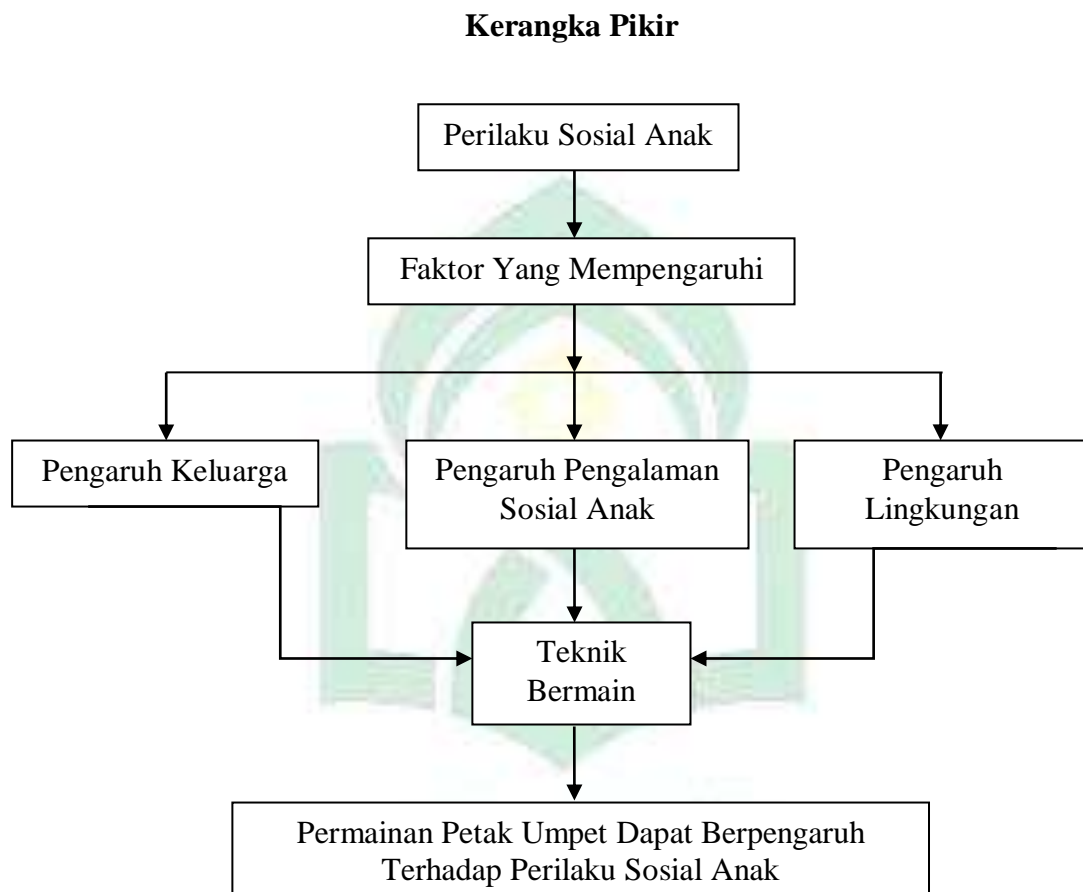 Kerangka Pikir
Perilaku Sosial Anak
Faktor Yang Mempengaruhi
Pengaruh Keluarga
Pengaruh Pengalaman
Sosial Anak
Pengaruh
Lingkungan
Teknik
Bermain
Permainan Petak Umpet Dapat Berpengaruh
Terhadap Perilaku Sosial Anak